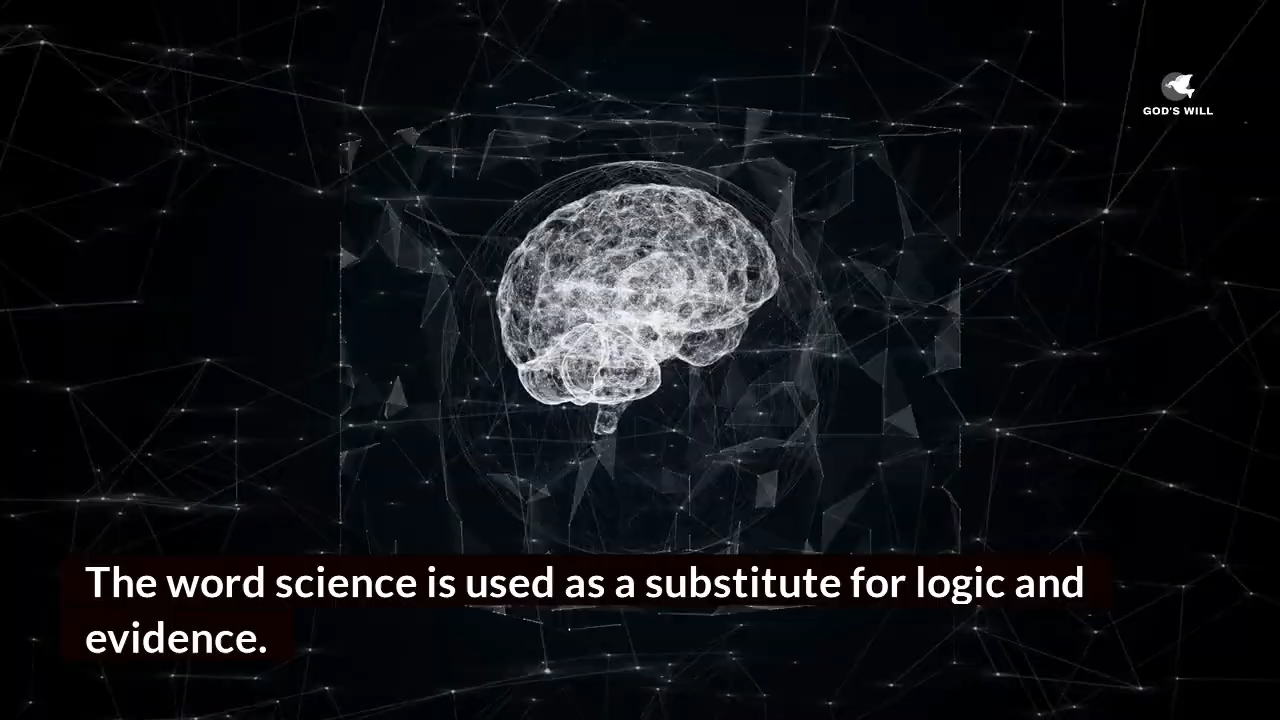 GOD'S WILL
The word science is used as a substitute for logic and
evidence.